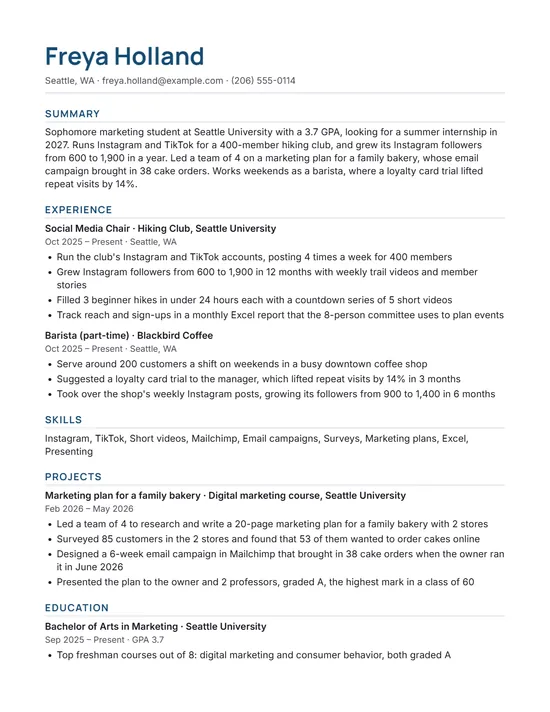 Freya Holland
Seattle, WA · freya.holland@example.com · (206) 555-0114
SUMMARY
Sophomore marketing student at Seattle University with a 3.7 GPA, looking for a summer internship in
2027. Runs Instagram and TikTok for a 400-member hiking club, and grew its Instagram followers
from 600 to 1,900 in a year. Led a team of 4 on a marketing plan for a family bakery, whose email
campaign brought in 38 cake orders. Works weekends as a barista, where a loyalty card trial lifted
repeat visits by 14%.
EXPERIENCE
Social Media Chair · Hiking Club, Seattle University
Oct 2025 – Present · Seattle, WA
• Run the club's Instagram and TikTok accounts, posting 4 times a week for 400 members
• Grew Instagram followers from 600 to 1,900 in 12 months with weekly trail videos and member
stories
• Filled 3 beginner hikes in under 24 hours each with a countdown series of 5 short videos
• Track reach and sign-ups in a monthly Excel report that the 8-person committee uses to plan events
Barista (part-time) · Blackbird Coffee
Oct 2025 – Present · Seattle, WA
• Serve around 200 customers a shift on weekends in a busy downtown coffee shop
• Suggested a loyalty card trial to the manager, which lifted repeat visits by 14% in 3 months
• Took over the shop's weekly Instagram posts, growing its followers from 900 to 1,400 in 6 months
SKILLS
Instagram, TikTok, Short videos, Mailchimp, Email campaigns, Surveys, Marketing plans, Excel,
Presenting
PROJECTS
Marketing plan for a family bakery · Digital marketing course, Seattle University
Feb 2026 – May 2026
• Led a team of 4 to research and write a 20-page marketing plan for a family bakery with 2 stores
• Surveyed 85 customers in the 2 stores and found that 53 of them wanted to order cakes online
• Designed a 6-week email campaign in Mailchimp that brought in 38 cake orders when the owner ran
it in June 2026
• Presented the plan to the owner and 2 professors, graded A, the highest mark in a class of 60
EDUCATION
Bachelor of Arts in Marketing · Seattle University
Sep 2025 – Present · GPA 3.7
• Top freshman courses out of 8: digital marketing and consumer behavior, both graded A